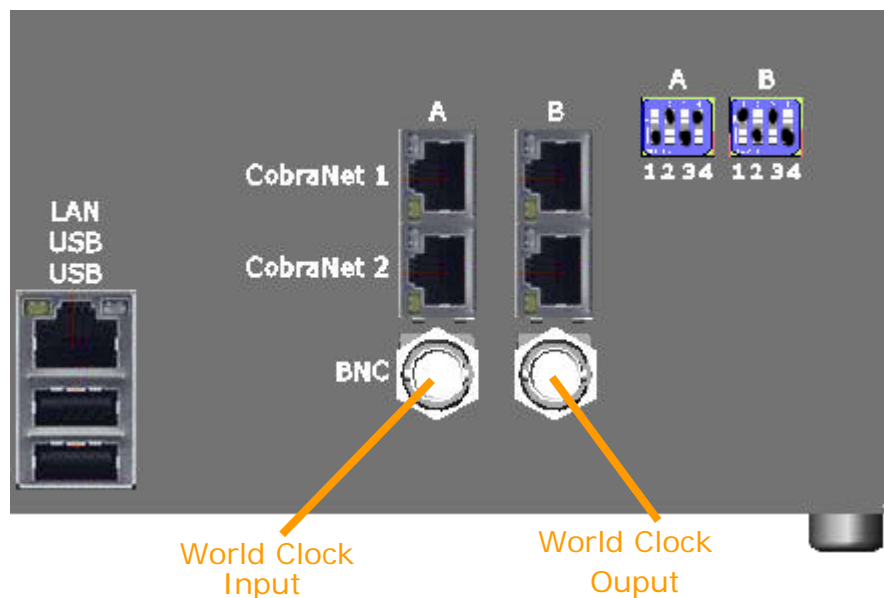 A B
A B
CobraNet 1
1 2 3 4 1 2 3 4
LAN
USB
USB
CobraNet 2
BNC
World Clock
Input
World Clock
Ouput